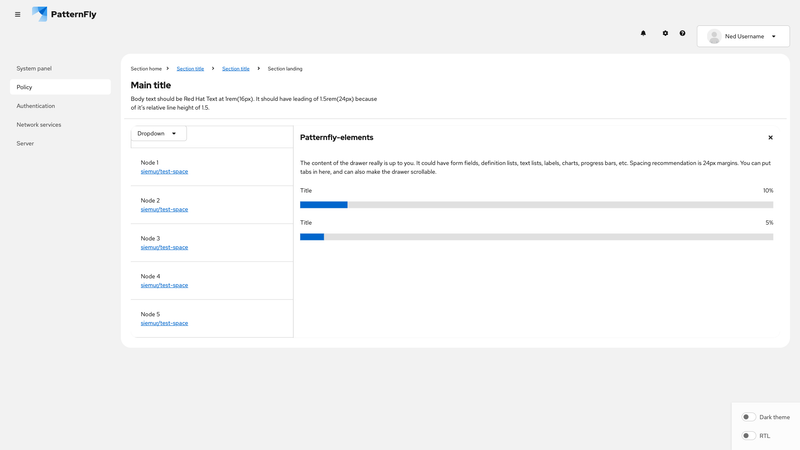 PatternFly
Ned Username
System panel
Policy
Authentication
Network services
Server
Section home
Section title
Section title
Section landing
Main title
Body text should be Red Hat Text at 1rem(16px). It should have leading of 1.5rem(24px) because
of it's relative line height of 1.5.
Dropdown
Node 1
siemur/test-space
Node 2
siemur/test-space
Node 3
siemur/test-space
Node 4
siemur/test-space
Node 5
siemur/test-space
Patternfly-elements
The content of the drawer really is up to you. It could have form fields, definition lists, text lists, labels, charts, progress bars, etc. Spacing recommendation is 24px margins. You can put
tabs in here, and can also make the drawer scrollable.
Title 10%
Title 5%
Dark theme
RTL